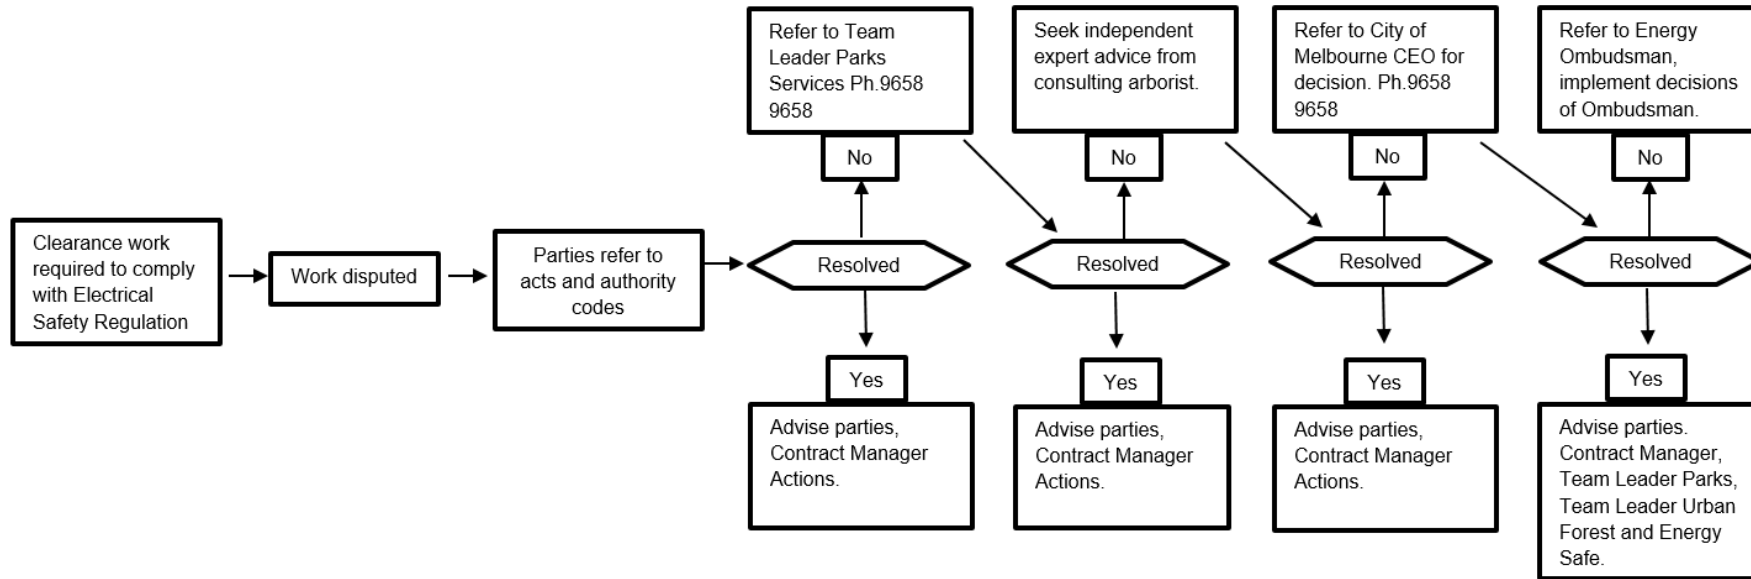 Refer to Team
Leader Parks
Services Ph.9658
9658
No
Seek independent
expert advice from
consulting arborist.
No
Refer to City of
Melbourne CEO for
decision. Ph.9658
9658
No
Refer to Energy
Ombudsman,
implement decisions
of Ombudsman.
No
Clearance work
required to comply
with Electrical
Safety Regulation
Work disputed
Parties refer to
acts and authority
codes
Resolved
Resolved
Resolved
Resolved
Yes
Advise parties,
Contract Manager
Actions.
Yes
Advise parties,
Contract Manager
Actions.
Yes
Advise parties,
Contract Manager
Actions.
Yes
Advise parties.
Contract Manager,
Team Leader Parks,
Team Leader Urban
Forest and Energy
Safe.